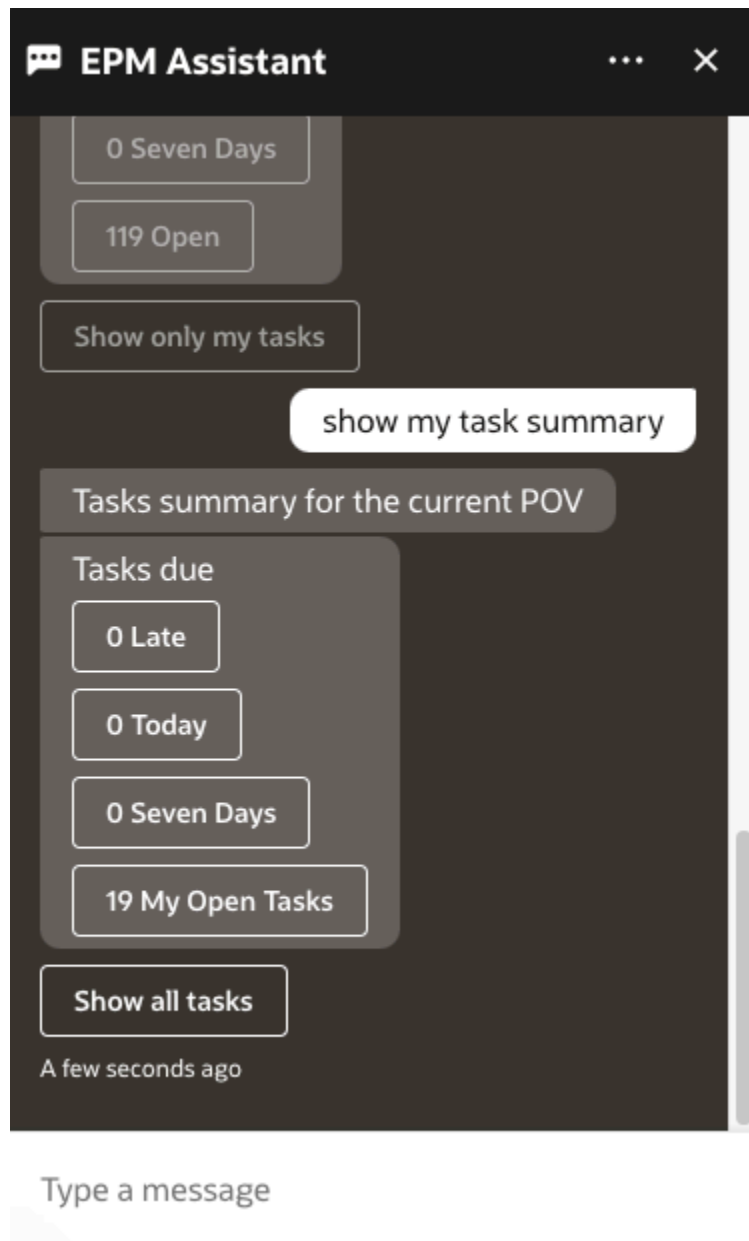 EPM Assistant
0 Seven Days
119 Open
Show only my tasks
show my task summary
Tasks summary for the current POV
Tasks due
0 Late
0 Today
0 Seven Days
19 My Open Tasks
Show all tasks
A few seconds ago
Type a message